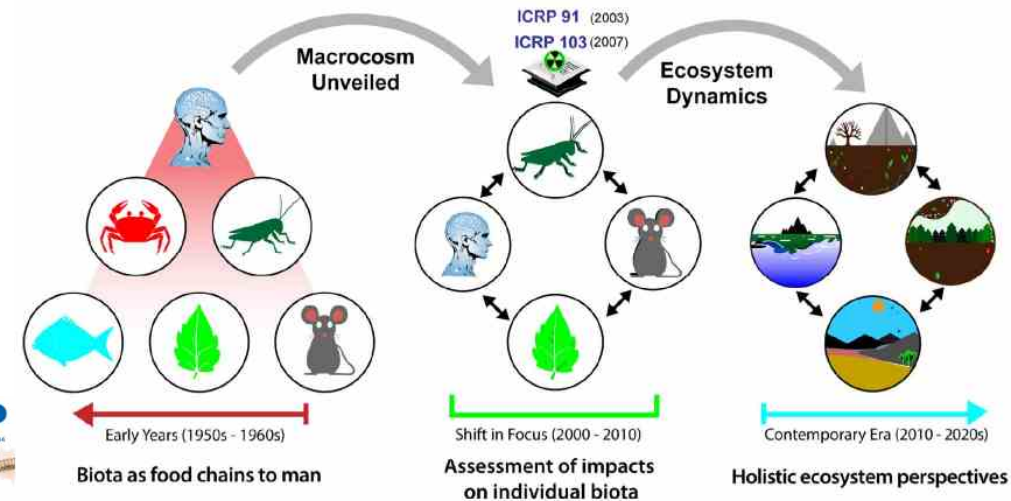 ICRP 91 (2003)
ICRP 103 (2007)
Macrocosm
Unveiled
Ecosystem
Dynamics
Early Years (1950s - 1960s)
Shift in Focus (2000 - 2010)
Contemporary Era (2010 - 2020s)
Biota as food chains to man
Assessment of impacts
on individual biota
Holistic ecosystem perspectives